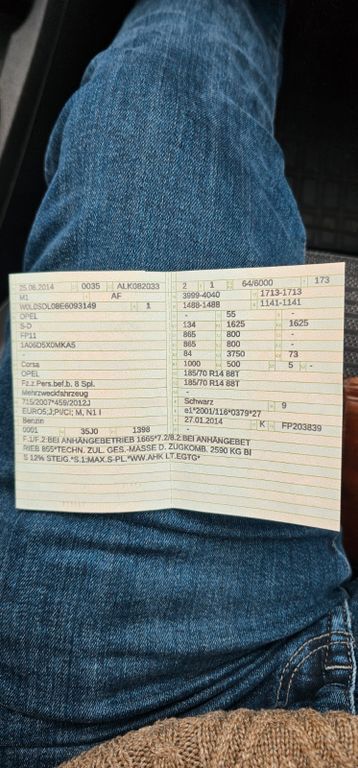 25.06.2014 0035 ALK082033
M1 AF
W0L0SDL08E6093149 1
OPEL
S-D
FP11
1A06D5X0MKA5
-
Corsa
OPEL
Fz.z.Pers.bef.b. 8 Spl.
Mehrzweckfahrzeug
715/2007*459/2012J
EURO5;J;PI/CI; M, N1 I
Benzin
0001 35J0 1398
2 1 64/6000 173
3999-4040 1713-1713
1488-1488 1141-1141
- 55 -
134 1625 1625
865 800 -
865 800 -
84 3750 73
1000 500 5 -
185/70 R14 88T
185/70 R14 88T
-
Schwarz 9
e1*2001/116*0379*27
27.01.2014 K FP203839
F.1/F.2:BEI ANHÄNGEBETRIEB 1665*7.2/8.2:BEI ANHÄNGEBET
RIEB 865*TECHN. ZUL. GES.-MASSE D. ZUGKOMB. 2590 KG BI
S 12% STEIG.*S.1:MAX.S-PL.*WW.AHK LT.EGTG*